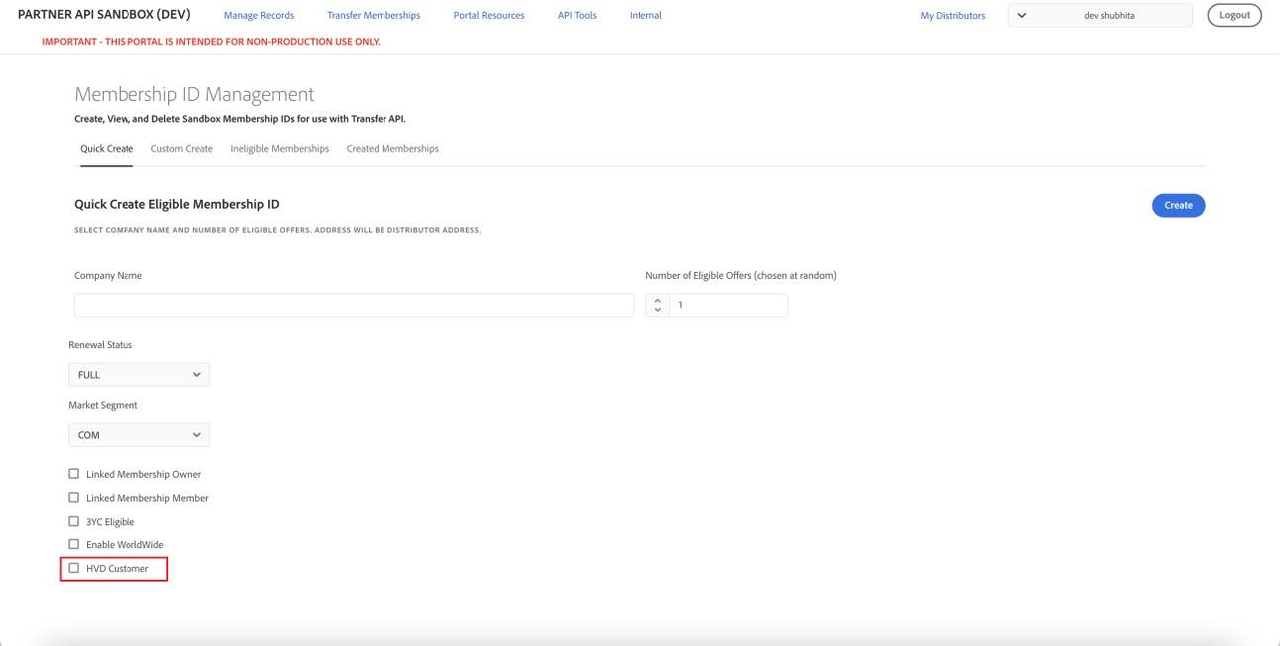 PARTNER API SANDBOX (DEV) Manage Records Transfer Memberships Portal Resources API Tools Internal My Distributors dev shubhita Logout
IMPORTANT - THIS PORTAL IS INTENDED FOR NON-PRODUCTION USE ONLY.
Membership ID Management
Create, View, and Delete Sandbox Membership IDs for use with Transfer API.
Quick Create Custom Create Ineligible Memberships Created Memberships
Quick Create Eligible Membership ID Create
SELECT COMPANY NAME AND NUMBER OF ELIGIBLE OFFERS. ADDRESS WILL BE DISTRIBUTOR ADDRESS.
Company Name Number of Eligible Offers (chosen at random)
1
Renewal Status
FULL
Market Segment
COM
Linked Membership Owner
Linked Membership Member
3YC Eligible
Enable WorldWide
HVD Customer